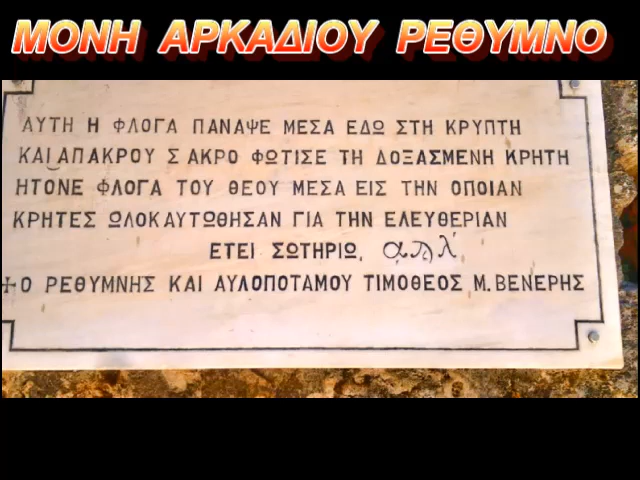 ΜΟΝΗ ΑΡΚΑΔΙΟΥ ΡΕΘΥΜΝΟ
ΑΥΤΗ Η ΦΛΟΓΑ ΠΑΝΑΨΕ ΜΕΣΑ ΕΔΩ ΣΤΗ ΚΡΥΠΤΗ
ΚΑΙ ΑΠΑΚΡΟΥ Σ ΑΚΡΟ ΦΩΤΙΣΕ ΤΗ ΔΟΞΑΣΜΕΝΗ ΚΡΗΤΗ
ΗΤΟΝΕ ΦΛΟΓΑ ΤΟΥ ΘΕΟΥ ΜΕΣΑ ΕΙΣ ΤΗΝ ΟΠΟΙΑΝ
ΚΡΗΤΕΣ ΩΛΟΚΑΥΤΩΘΗΣΑΝ ΓΙΑ ΤΗΝ ΕΛΕΥΘΕΡΙΑΝ
ΕΤΕΙ ΣΩΤΗΡΙΩ,
+Ο ΡΕΘΥΜΝΗΣ ΚΑΙ ΑΥΛΟΠΟΤΑΜΟΥ ΤΙΜΟΘΕΟΣ Μ. ΒΕΝΕΡΗΣ